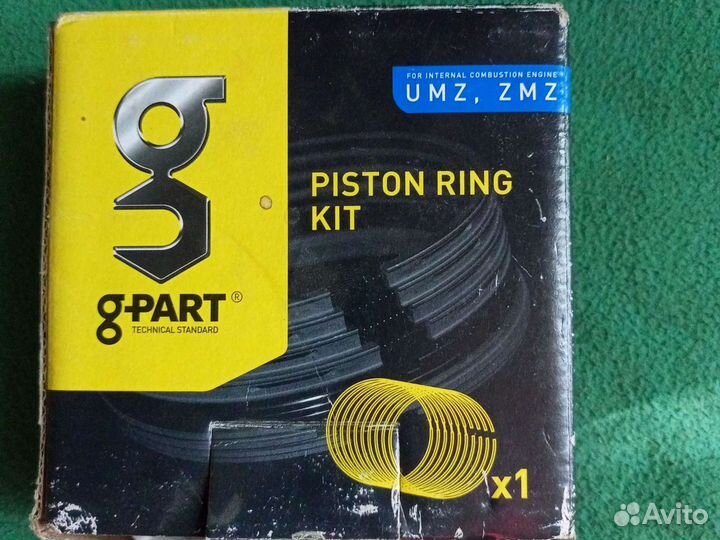 FOR INTERNAL COMBUSTION ENGINE
UMZ, ZMZ
PISTON RING
KIT
g-PART®
TECHNICAL STANDARD
x1
Avito